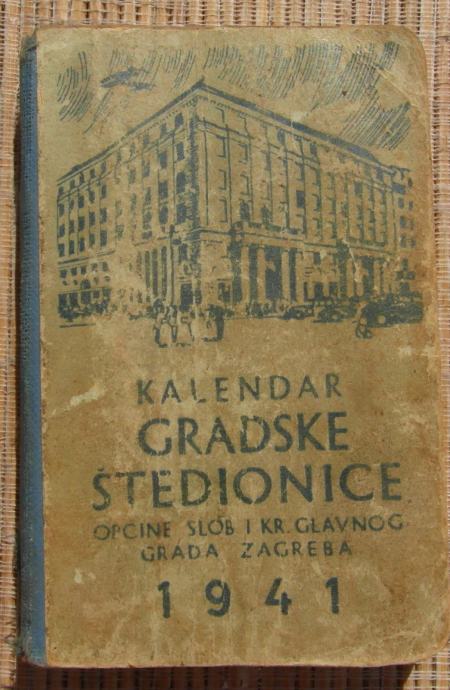 KALENDAR
GRADSKE
ŠTEDIONICE
OPĆINE SLOB I KR. GLAVNOG
GRADA ZAGREBA
1941